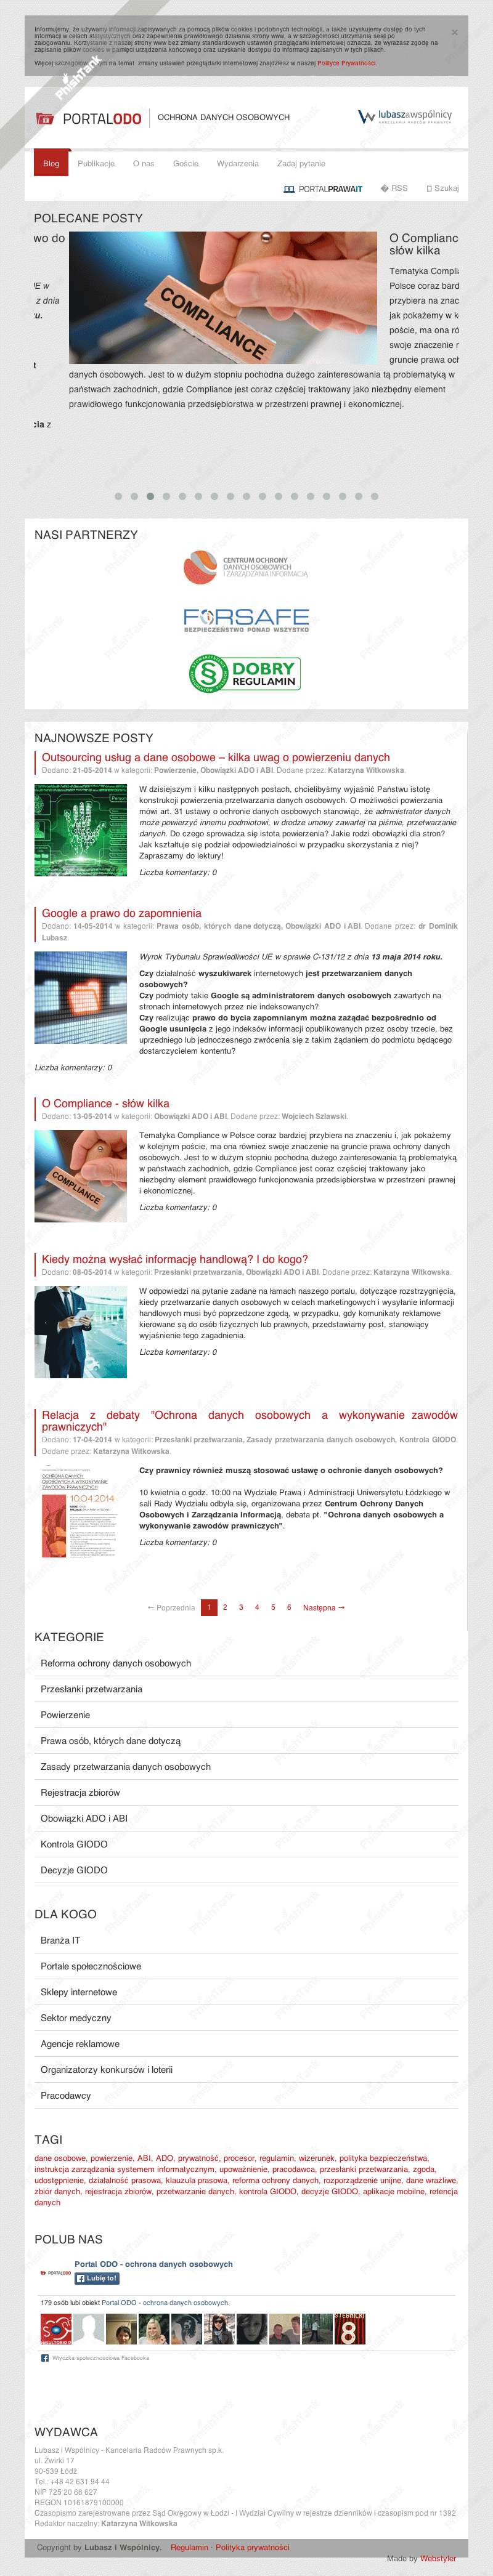 Informujemy, że używamy informacji zapisywanych za pomocą plików cookies i podobnych technologii, a także uzyskujemy dostęp do tych
informacji w celach statystycznych oraz zapewnienia prawidłowego działania strony www, a w szczególności utrzymania sesji po
zalogowaniu. Korzystanie z naszej strony www bez zmiany standardowych ustawień przeglądarki internetowej oznacza, że wyrażasz zgodę na
zapisanie plików cookies w pamięci urządzenia końcowego oraz uzyskanie dostępu do informacji zapisanych w tych plikach.
Więcej szczegółowych na temat zmiany ustawień przeglądarki internetowej znajdziesz w naszej Polityce Prywatności.
×
PhishTank
PORTALODO
OCHRONA DANYCH OSOBOWYCH
lubasz&wspólnicy
KANCELARIA RADCÓW PRAWNYCH
Blog Publikacje O nas Goście Wydarzenia Zadaj pytanie
PORTALPRAWAIT RSS Szukaj
POLECANE POSTY
wo do
UE w
z dnia
ku.
t
cia z
COMPLIANCE
O Complianc
słów kilka
Tematyka Compli
Polsce coraz bard
przybiera na znac
jak pokażemy w k
poście, ma ona ró
swoje znaczenie n
gruncie prawa och
danych osobowych. Jest to w dużym stopniu pochodna dużego zainteresowania tą problematyką w
państwach zachodnich, gdzie Compliance jest coraz częściej traktowany jako niezbędny element
prawidłowego funkcjonowania przedsiębiorstwa w przestrzeni prawnej i ekonomicznej.
NASI PARTNERZY
CENTRUM OCHRONY
DANYCH OSOBOWYCH
I ZARZĄDZANIA INFORMACJĄ
FORSAFE
BEZPIECZEŃSTWO PONAD WSZYSTKO
DOBRY
REGULAMIN
NAJNOWSZE POSTY
Outsourcing usług a dane osobowe – kilka uwag o powierzeniu danych
Dodano: 21-05-2014 w kategorii: Powierzenie, Obowiązki ADO i ABI. Dodane przez: Katarzyna Witkowska.
W dzisiejszym i kilku następnych postach, chcielibyśmy wyjaśnić Państwu istotę
konstrukcji powierzenia przetwarzania danych osobowych. O możliwości powierzania
mówi art. 31 ustawy o ochronie danych osobowych stanowiąc, że administrator danych
może powierzyć innemu podmiotowi, w drodze umowy zawartej na piśmie, przetwarzanie
danych. Do czego sprowadza się istota powierzenia? Jakie rodzi obowiązki dla stron?
Jak kształtuje się podział odpowiedzialności w przypadku skorzystania z niej?
Zapraszamy do lektury!
Liczba komentarzy: 0
Google a prawo do zapomnienia
Dodano: 14-05-2014 w kategorii: Prawa osób, których dane dotyczą, Obowiązki ADO i ABI. Dodane przez: dr Dominik
Lubasz.
Wyrok Trybunału Sprawiedliwości UE w sprawie C-131/12 z dnia 13 maja 2014 roku.
Czy działalność wyszukiwarek internetowych jest przetwarzaniem danych
osobowych?
Czy podmioty takie Google są administratorem danych osobowych zawartych na
stronach internetowych przez nie indeksowanych?
Czy realizując prawo do bycia zapomnianym można zażądać bezpośrednio od
Google usunięcia z jego indeksów informacji opublikowanych przez osoby trzecie, bez
uprzedniego lub jednoczesnego zwrócenia się z takim żądaniem do podmiotu będącego
dostarczycielem kontentu?
Liczba komentarzy: 0
O Compliance - słów kilka
Dodano: 13-05-2014 w kategorii: Obowiązki ADO i ABI. Dodane przez: Wojciech Szlawski.
COMPLIANCE
Tematyka Compliance w Polsce coraz bardziej przybiera na znaczeniu i, jak pokażemy
w kolejnym poście, ma ona również swoje znaczenie na gruncie prawa ochrony danych
osobowych. Jest to w dużym stopniu pochodna dużego zainteresowania tą problematyką
w państwach zachodnich, gdzie Compliance jest coraz częściej traktowany jako
niezbędny element prawidłowego funkcjonowania przedsiębiorstwa w przestrzeni prawnej
i ekonomicznej.
Liczba komentarzy: 0
Kiedy można wysłać informację handlową? I do kogo?
Dodano: 08-05-2014 w kategorii: Przesłanki przetwarzania, Obowiązki ADO i ABI. Dodane przez: Katarzyna Witkowska.
W odpowiedzi na pytanie zadane na łamach naszego portalu, dotyczące rozstrzygnięcia,
kiedy przetwarzanie danych osobowych w celach marketingowych i wysyłanie informacji
handlowych musi być poprzedzone zgodą, w przypadku, gdy komunikaty reklamowe
kierowane są do osób fizycznych lub prawnych, przedstawiamy post, stanowiący
wyjaśnienie tego zagadnienia.
Liczba komentarzy: 0
Relacja z debaty "Ochrona danych osobowych a wykonywanie zawodów
prawniczych"
Dodano: 17-04-2014 w kategorii: Przesłanki przetwarzania, Zasady przetwarzania danych osobowych, Kontrola GIODO.
Dodane przez: Katarzyna Witkowska.
OCHRONA DANYCH
OSOBOWYCH A WYKONYWANIE
ZAWODÓW PRAWNICZYCH
10.04.2014
Czy prawnicy również muszą stosować ustawę o ochronie danych osobowych?
10 kwietnia o godz. 10:00 na Wydziale Prawa i Administracji Uniwersytetu Łódzkiego w
sali Rady Wydziału odbyła się, organizowana przez Centrum Ochrony Danych
Osobowych i Zarządzania Informacją, debata pt. "Ochrona danych osobowych a
wykonywanie zawodów prawniczych".
Liczba komentarzy: 0
← Poprzednia 1 2 3 4 5 6 Następna →
KATEGORIE
Reforma ochrony danych osobowych
Przesłanki przetwarzania
Powierzenie
Prawa osób, których dane dotyczą
Zasady przetwarzania danych osobowych
Rejestracja zbiorów
Obowiązki ADO i ABI
Kontrola GIODO
Decyzje GIODO
DLA KOGO
Branża IT
Portale społecznościowe
Sklepy internetowe
Sektor medyczny
Agencje reklamowe
Organizatorzy konkursów i loterii
Pracodawcy
TAGI
dane osobowe, powierzenie, ABI, ADO, prywatność, procesor, regulamin, wizerunek, polityka bezpieczeństwa,
instrukcja zarządzania systemem informatycznym, upoważnienie, pracodawca, przesłanki przetwarzania, zgoda,
udostępnienie, działalność prasowa, klauzula prasowa, reforma ochrony danych, rozporządzenie unijne, dane wrażliwe,
zbiór danych, rejestracja zbiorów, przetwarzanie danych, kontrola GIODO, decyzje GIODO, aplikacje mobilne, retencja
danych
POLUB NAS
PORTALODO
Portal ODO - ochrona danych osobowych
Lubię to!
179 osób lubi obiekt Portal ODO - ochrona danych osobowych.
8
Wtyczka społecznościowa Facebooka
WYDAWCA
Lubasz i Wspólnicy - Kancelaria Radców Prawnych sp.k.
ul. Żwirki 17
90-539 Łódź
Tel.: +48 42 631 94 44
NIP 725 20 68 627
REGON 10161879100000
Czasopismo zarejestrowane przez Sąd Okręgowy w Łodzi - I Wydział Cywilny w rejestrze dzienników i czasopism pod nr 1392
Redaktor naczelny: Katarzyna Witkowska
Copyright by Lubasz i Wspólnicy. Regulamin · Polityka prywatności
Made by Webstyler